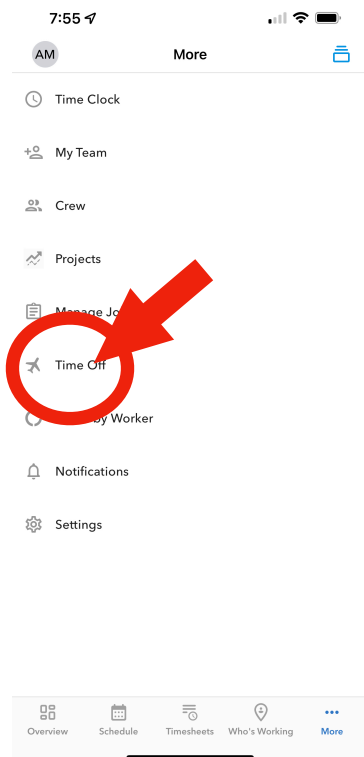 7:55
AM
More
Time Clock
My Team
Crew
Projects
Manage
Time Off
by Worker
Notifications
Settings
Overview
Schedule
Timesheets
Who's Working
More